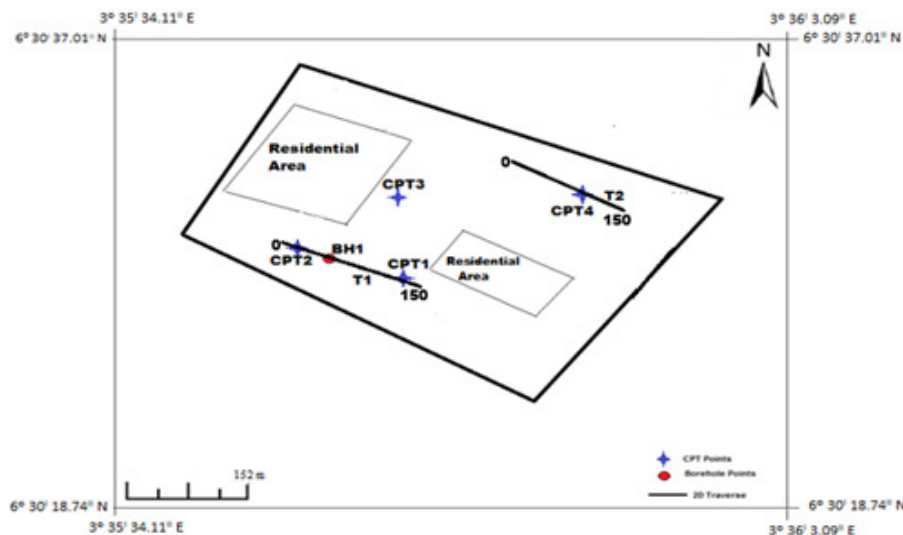 3° 35' 34.11" E
3° 36' 3.09" E
6° 30' 37.01" N
6° 30' 37.01" N
N
Residential
Area
0
CPT3
T2
CPT4
150
0
BH1
CPT2
CPT1
T1
150
Residential
Area
152 m
CPT Points
Borehole Points
2D Traverse
6° 30' 18.74" N
6° 30' 18.74" N
3° 35' 34.11" E
3° 36' 3.09" E